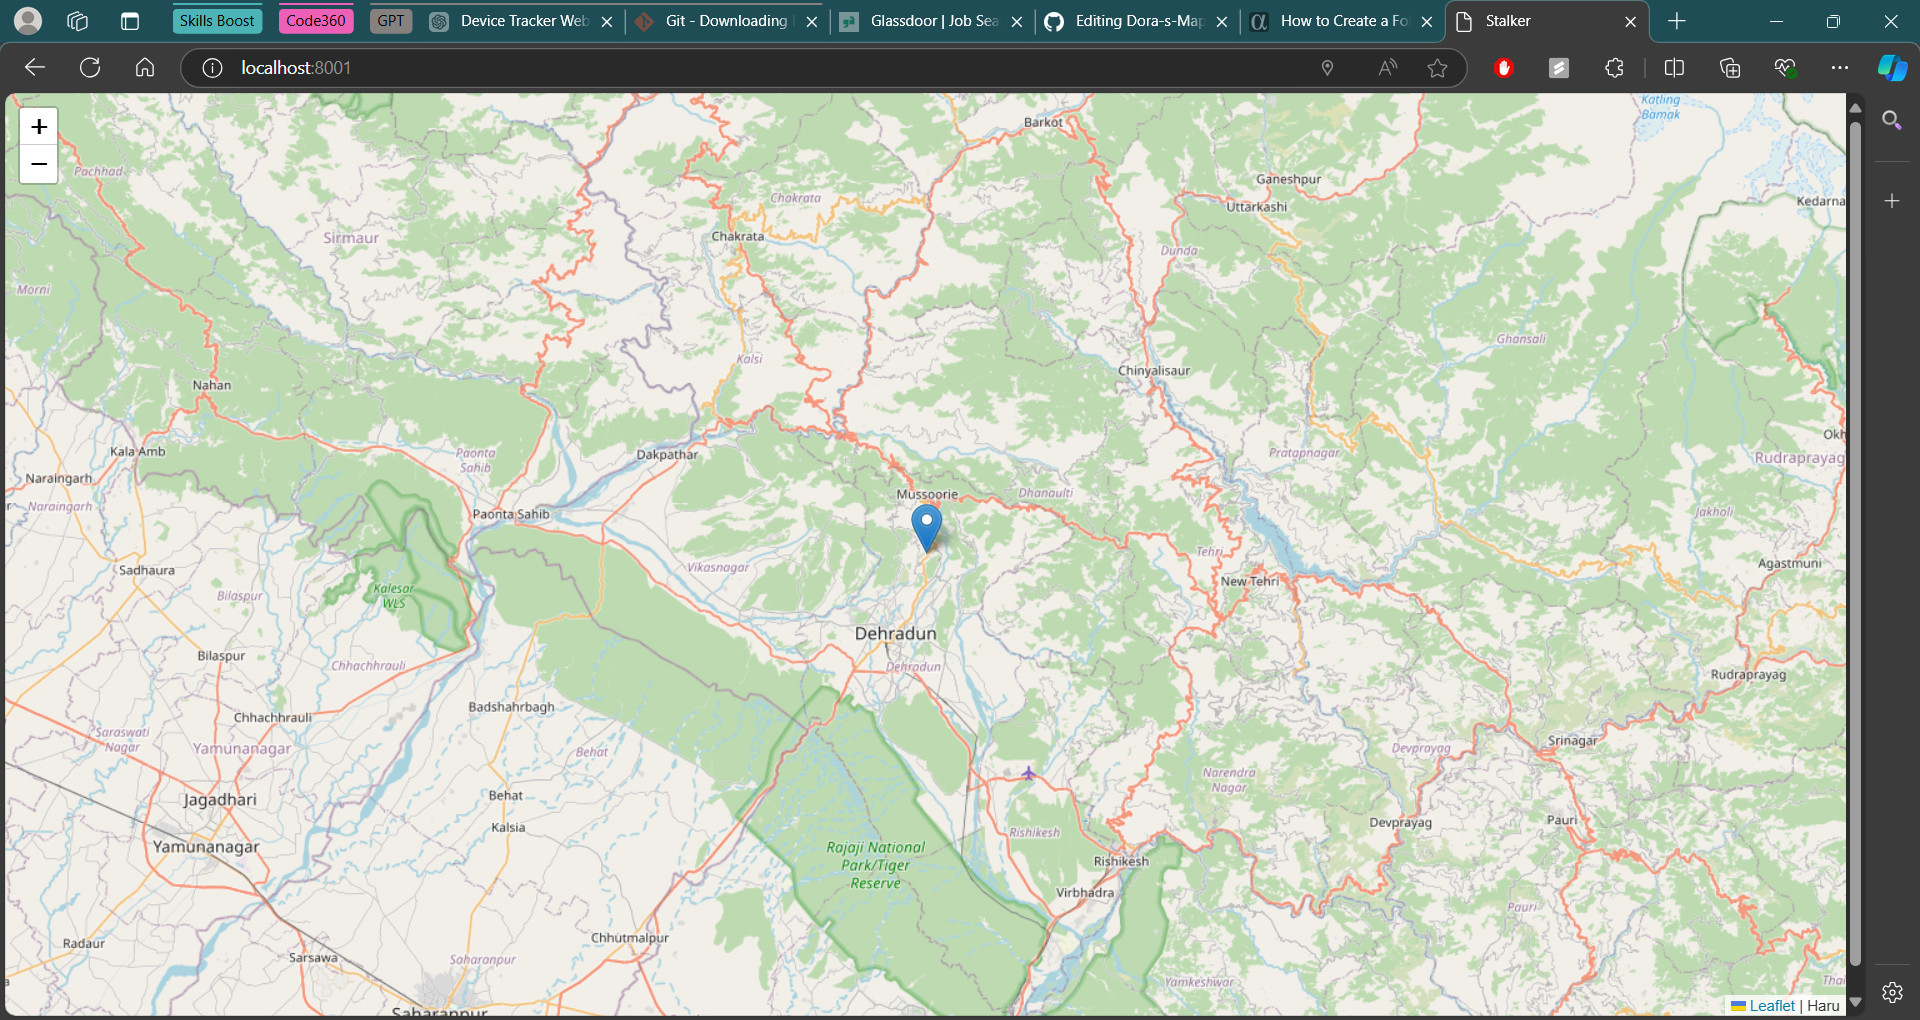 Skills Boost
Code360
GPT
Device Tracker Web
Git - Downloading
Glassdoor | Job Sea
Editing Dora-s-Map
How to Create a Fo
Stalker
localhost:8001
+
−
Katling
Bamak
Barkot
Pachhad
Ganeshpur
Chakrata
Kedarna
Uttarkashi
Sirmaur
Chakrata
Dunda
Morni
Ghansali
Kalsi
Chinyalisaur
Nahan
Okh
Kala Amb
Paonta
Sahib
Dakpathar
Pratapnagar
Rudraprayag
Naraingarh
Mussoorie
Dhanaulti
Naraingarh
Paonta Sahib
Jakholi
Tehri
Sadhaura
Vikasnagar
New Tehri
Agastmuni
Bilaspur
Kalesar
WLS
Dehradun
Bilaspur
Chhachhrauli
Dehradun
Rudraprayag
Badshahrbagh
Chhachhrauli
Saraswati
Nagar
Yamunanagar
Behat
Srinagar
Devprayag
Narendra
Nagar
Behat
Jagadhari
Kalsia
Rishikesh
Devprayag
Pauri
Yamunanagar
Rajaji National
Park/Tiger
Reserve
Rishikesh
Virbhadra
Pauri
Radaur
Chhutmalpur
Sarsawa
Saharanpur
Yamkeshwar
Thai
Saharanpur
Leaflet | Haru